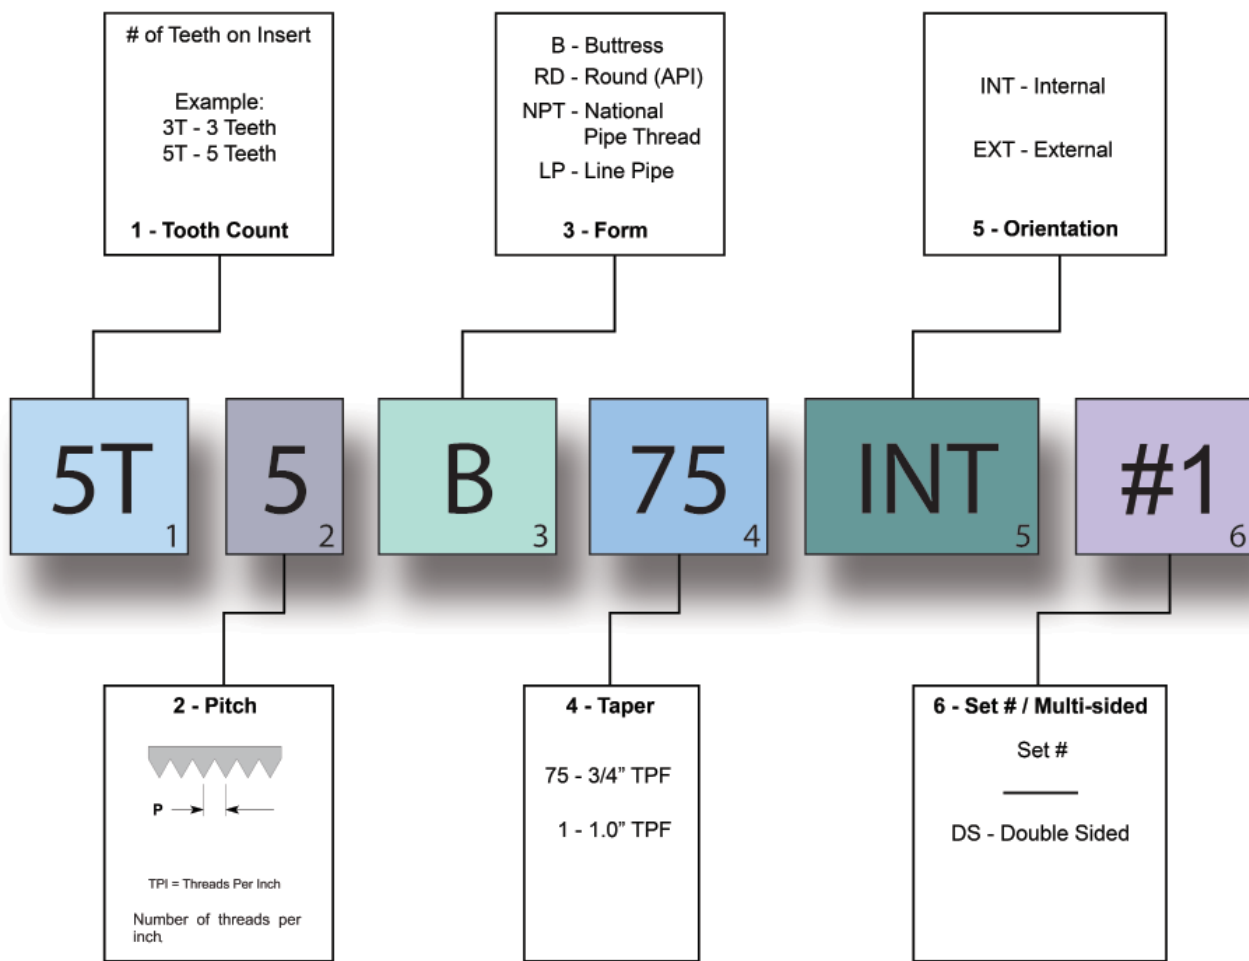 # of Teeth on Insert
Example:
3T - 3 Teeth
5T - 5 Teeth
1 - Tooth Count
B - Buttress
RD - Round (API)
NPT - National
Pipe Thread
LP - Line Pipe
3 - Form
INT - Internal
EXT - External
5 - Orientation
5T
1
5
2
B
3
75
4
INT
5
#1
6
2 - Pitch
P
TPI = Threads Per Inch
Number of threads per
inch.
4 - Taper
75 - 3/4” TPF
1 - 1.0” TPF
6 - Set # / Multi-sided
Set #
DS - Double Sided